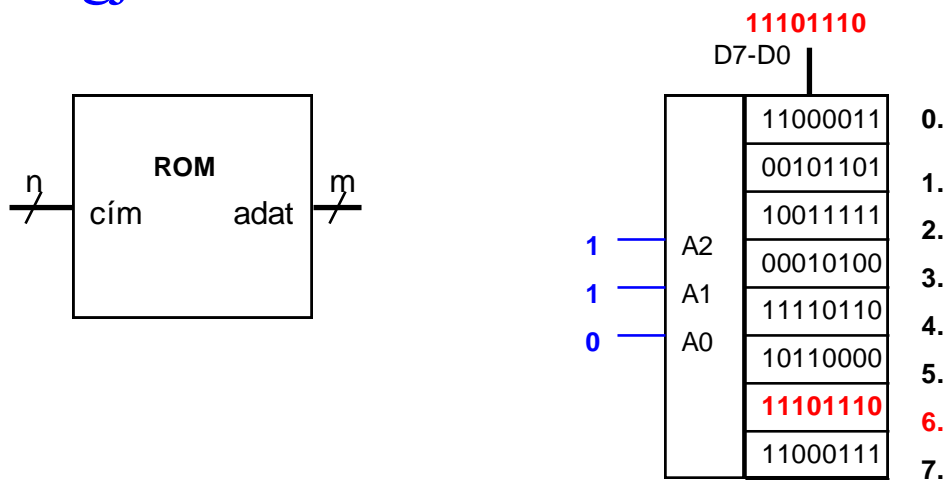 11101110
D7-D0
ROM
n
cím
adat
m
11000011 0.
00101101 1.
10011111 2.
1 A2
00010100 3.
1 A1
11110110 4.
0 A0
10110000 5.
11101110 6.
11000111 7.